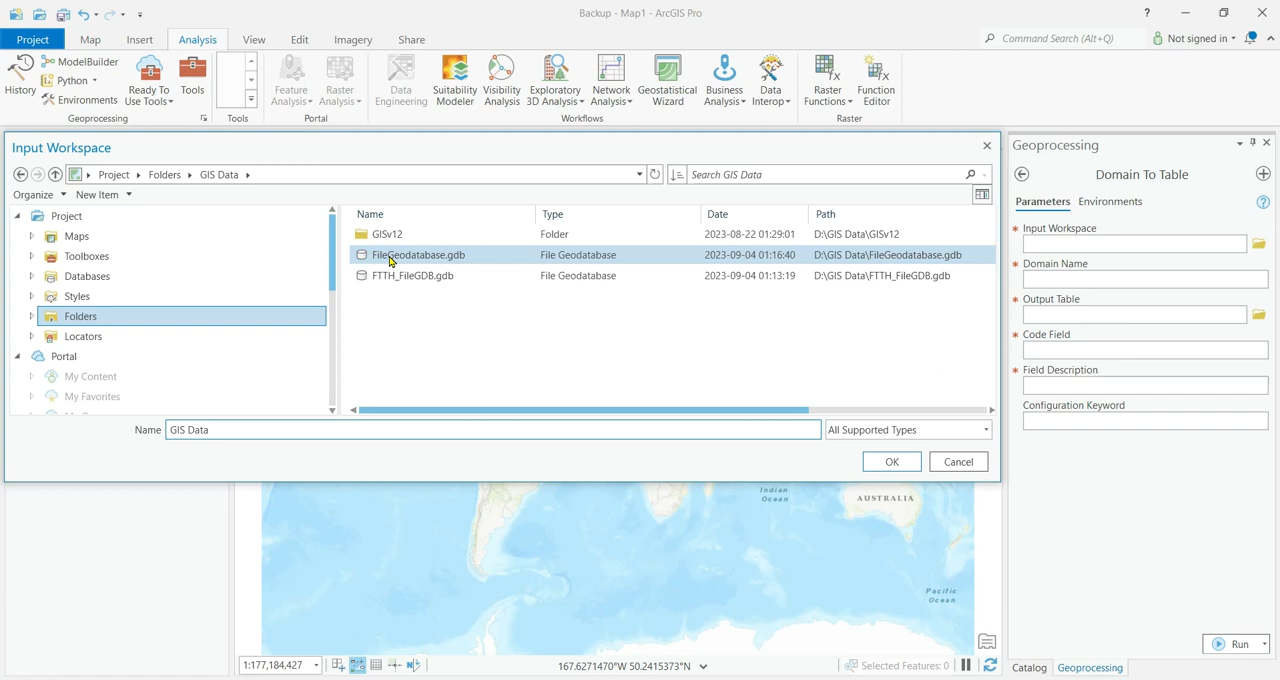 Backup - Map1 - ArcGIS Pro
?
Project Map Insert Analysis View Edit Imagery Share
Command Search (Alt+Q)
Not signed in
History
ModelBuilder
Python
Environments
Ready To Use Tools
Tools
Feature Analysis
Raster Analysis
Data Engineering
Suitability Modeler
Visibility Analysis
Exploratory 3D Analysis
Network Analysis
Geostatistical Wizard
Business Analysis
Data Interop
Raster Functions
Function Editor
Geoprocessing Tools Portal Workflows Raster
Input Workspace
Project Folders GIS Data
Search GIS Data
Organize New Item
Project
Maps
Toolboxes
Databases
Styles
Folders
Locators
Portal
My Content
My Favorites
Name Type Date Path
GISv12 Folder 2023-08-22 01:29:01 D:\GIS Data\GISv12
FileGeodatabase.gdb File Geodatabase 2023-09-04 01:16:40 D:\GIS Data\FileGeodatabase.gdb
FTTH_FileGDB.gdb File Geodatabase 2023-09-04 01:13:19 D:\GIS Data\FTTH_FileGDB.gdb
Name GIS Data
All Supported Types
OK Cancel
Indian Ocean
AUSTRALIA
Pacific Ocean
1:177,184,427
167.6271470°W 50.2415373°N
Selected Features: 0
Geoprocessing
Domain To Table
Parameters Environments
?
* Input Workspace
* Domain Name
* Output Table
* Code Field
* Field Description
Configuration Keyword
Run
Catalog Geoprocessing